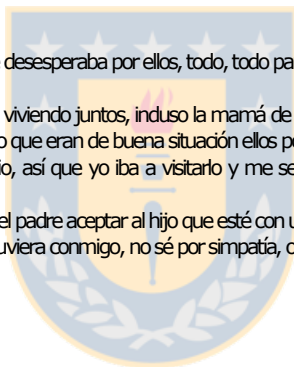 desesperaba por ellos, todo, todo pa
viviendo juntos, incluso la mamá de
que eran de buena situación ellos po
así que yo iba a visitarlo y me se
el padre aceptar al hijo que esté con u
conmigo, no sé por simpatía, o